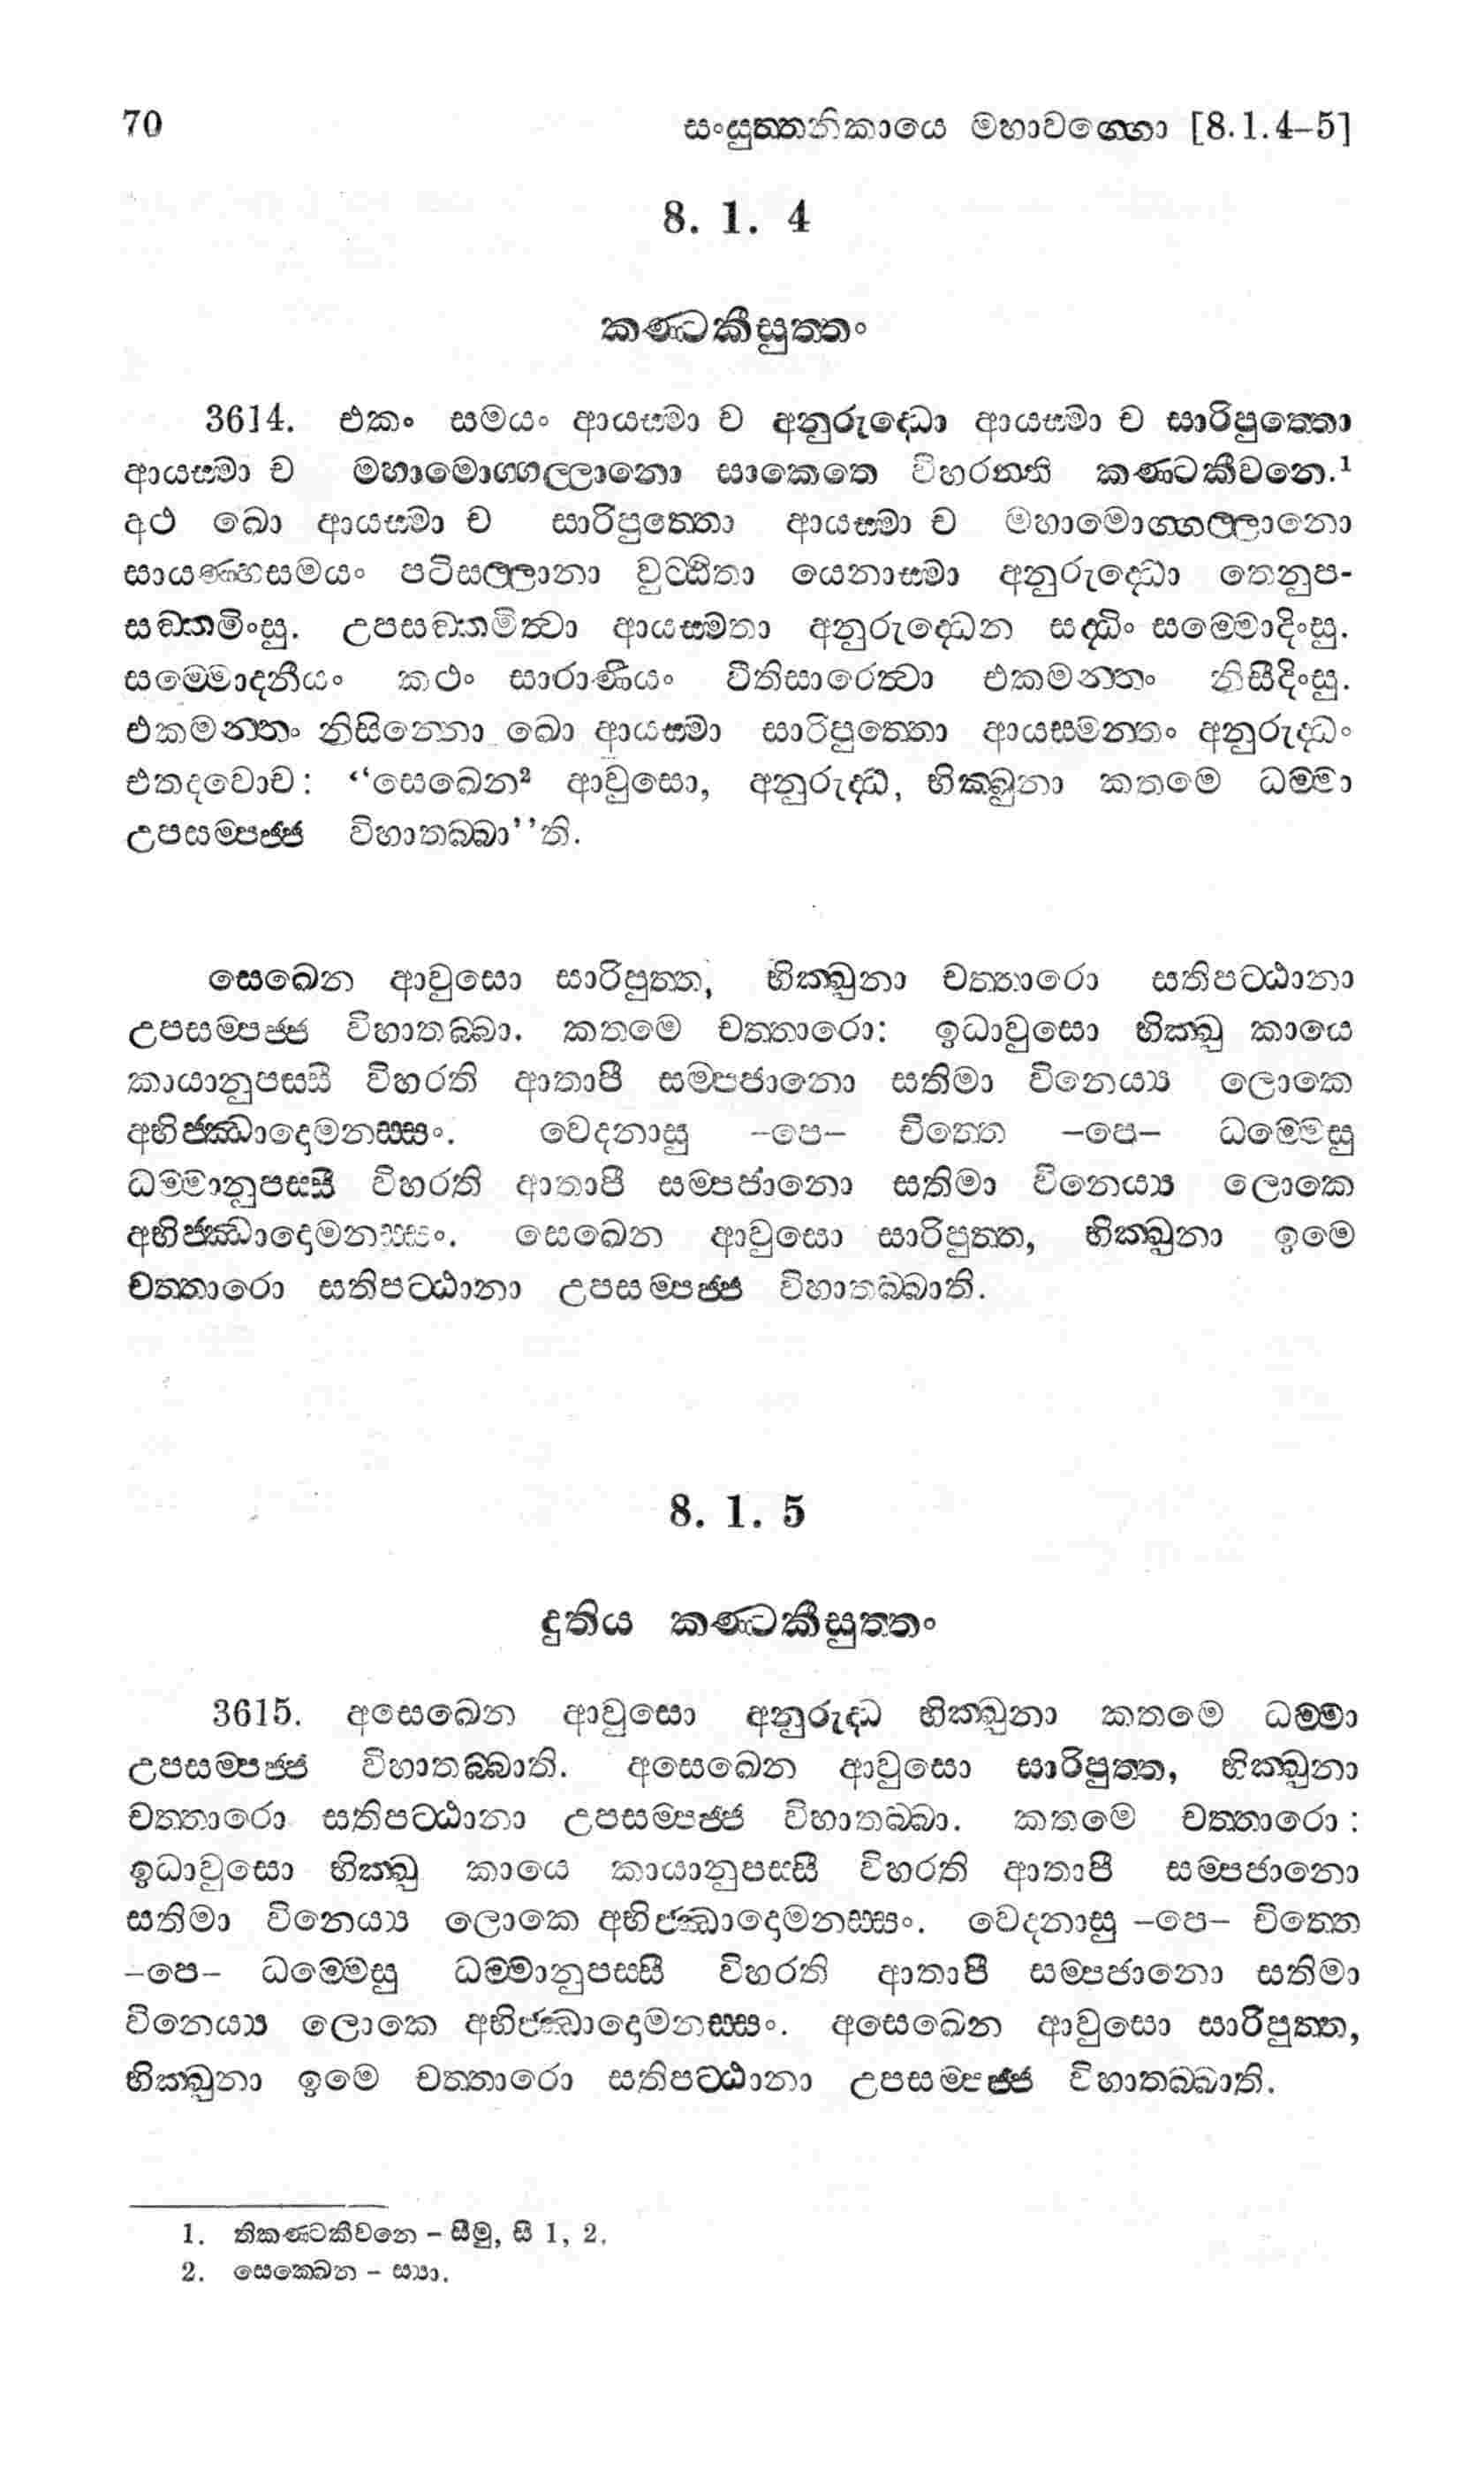 70 සංයුත්තනිකායෙ මහාවග්ගො [8.1.4–5]
8. 1. 4
කණ්ටකීසුත්තං
3614. එකං සමයං ආයස්මා ච අනුරුද්ධො ආයස්මා ච සාරිපුත්තො
ආයස්මා ච මහාමොග්ගල්ලානො සාකෙතෙ විහරන්ති කණ්ටකීවනෙ.¹
අථ ඛො ආයස්මා ච සාරිපුත්තො ආයස්මා ච මහාමොග්ගල්ලානො
සායණ්හසමයං පටිසල්ලානා වුට්ඨිතා යෙනාස්මා අනුරුද්ධො තෙනුප-
සඞ්කමිංසු. උපසඞ්කමිත්වා ආයස්මතා අනුරුද්ධෙන සද්ධිං සම්මොදිංසු.
සම්මොදනීයං කථං සාරාණීයං වීතිසාරෙත්වා එකමන්තං නිසීදිංසු.
එකමන්තං නිසින්නො ඛො ආයස්මා සාරිපුත්තො ආයස්මන්තං අනුරුද්ධං
එතදවොච: “සෙඛෙන² ආවුසො, අනුරුද්ධ, භික්ඛුනා කතමෙ ධම්මා
උපසම්පජ්ජ විහාතබ්බා’’ති.
සෙඛෙන ආවුසො සාරිපුත්ත, භික්ඛුනා චත්තාරො සතිපට්ඨානා
උපසම්පජ්ජ විහාතබ්බා. කතමෙ චත්තාරො: ඉධාවුසො භික්ඛු කායෙ
කායානුපස්සී විහරති ආතාපී සම්පජානො සතිමා විනෙය්‍ය ලොකෙ
අභිජ්ඣාදොමනස්සං. වෙදනාසු –පෙ– චිත්තෙ –පෙ– ධම්මෙසු
ධම්මානුපස්සී විහරති ආතාපී සම්පජානො සතිමා විනෙය්‍ය ලොකෙ
අභිජ්ඣාදොමනස්සං. සෙඛෙන ආවුසො සාරිපුත්ත, භික්ඛුනා ඉමෙ
චත්තාරො සතිපට්ඨානා උපසම්පජ්ජ විහාතබ්බාති.
8. 1. 5
දුතිය කණ්ටකීසුත්තං
3615. අසෙඛෙන ආවුසො අනුරුද්ධ භික්ඛුනා කතමෙ ධම්මා
උපසම්පජ්ජ විහාතබ්බාති. අසෙඛෙන ආවුසො සාරිපුත්ත, භික්ඛුනා
චත්තාරො සතිපට්ඨානා උපසම්පජ්ජ විහාතබ්බා. කතමෙ චත්තාරො:
ඉධාවුසො භික්ඛු කායෙ කායානුපස්සී විහරති ආතාපී සම්පජානො
සතිමා විනෙය්‍ය ලොකෙ අභිජ්ඣාදොමනස්සං. වෙදනාසු –පෙ– චිත්තෙ
–පෙ– ධම්මෙසු ධම්මානුපස්සී විහරති ආතාපී සම්පජානො සතිමා
විනෙය්‍ය ලොකෙ අභිජ්ඣාදොමනස්සං. අසෙඛෙන ආවුසො සාරිපුත්ත,
භික්ඛුනා ඉමෙ චත්තාරො සතිපට්ඨානා උපසම්පජ්ජ විහාතබ්බාති.
1. තිකණ්ටකීවනෙ – සීමු, සී 1, 2.
2. සෙක්ඛෙන – ස්‍යා.